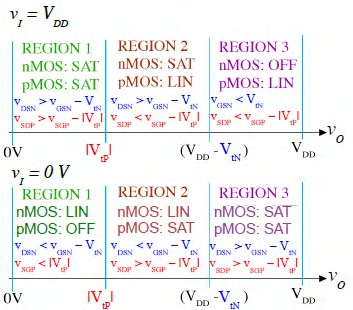 v_I = V_DD
REGION 1 REGION 2 REGION 3
nMOS: SAT nMOS: SAT nMOS: OFF
pMOS: SAT pMOS: LIN pMOS: LIN
v_DSN > v_GSN – V_tN v_DSN > v_GSN – V_tN v_GSN < V_tN
v_SDP > v_SGP – |V_tP| v_SDP < v_SGP – |V_tP| v_SDP < v_SGP – |V_tP|
0V |V_tP| (V_DD - V_tN) V_DD v_O
v_I = 0 V
REGION 1 REGION 2 REGION 3
nMOS: LIN nMOS: LIN nMOS: SAT
pMOS: OFF pMOS: SAT pMOS: SAT
v_DSN < v_GSN – V_tN v_DSN < v_GSN – V_tN v_DSN > v_GSN – V_tN
v_SGP < |V_tP| v_SDP > v_SGP – |V_tP| v_SDP > v_SGP – |V_tP|
0V |V_tP| (V_DD - V_tN) V_DD v_O